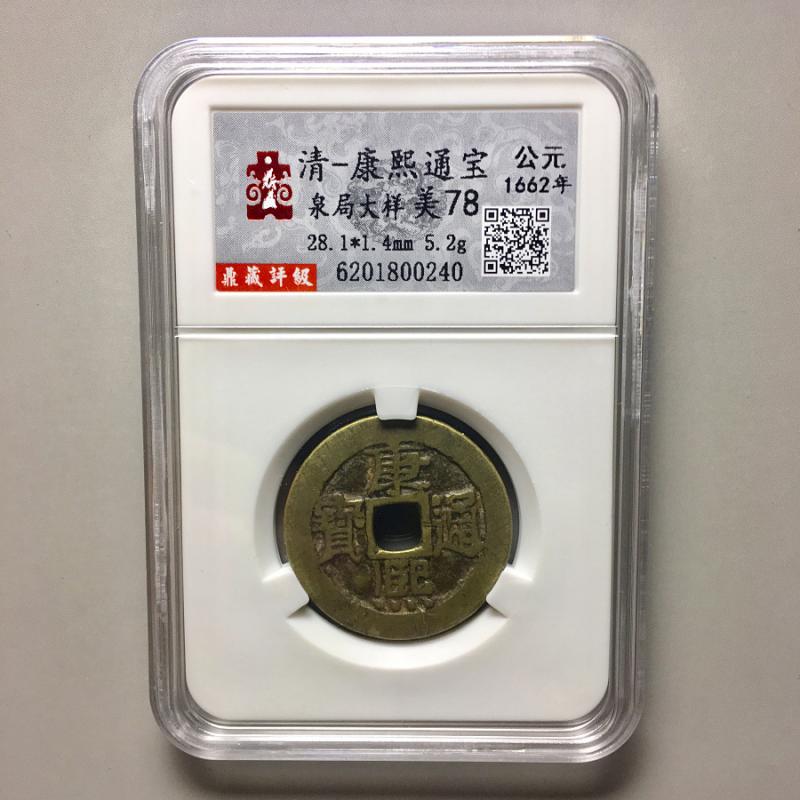 清-康熙通宝
公元
1662年
泉局大样 美78
28.1*1.4mm 5.2g
鼎藏評級
6201800240
康熙通寶